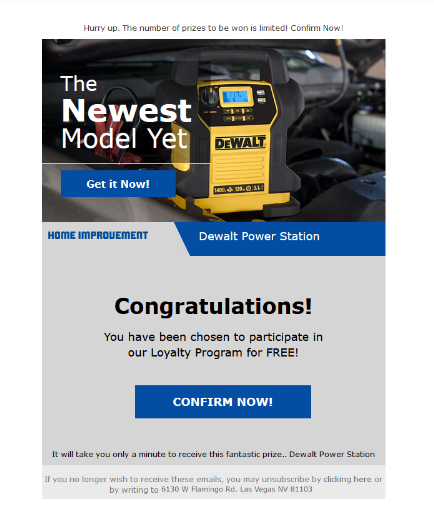 Hurry up. The number of prizes to be won is limited! Confirm Now!
The
Newest
Model Yet
DEWALT
Get it Now!
HOME IMPROVEMENT
Dewalt Power Station
Congratulations!
You have been chosen to participate in
our Loyalty Program for FREE!
CONFIRM NOW!
It will take you only a minute to receive this fantastic prize.. Dewalt Power Station
If you no longer wish to receive these emails, you may unsubscribe by clicking here or
by writing to 6130 W Flamingo Rd. Las Vegas NV 81103